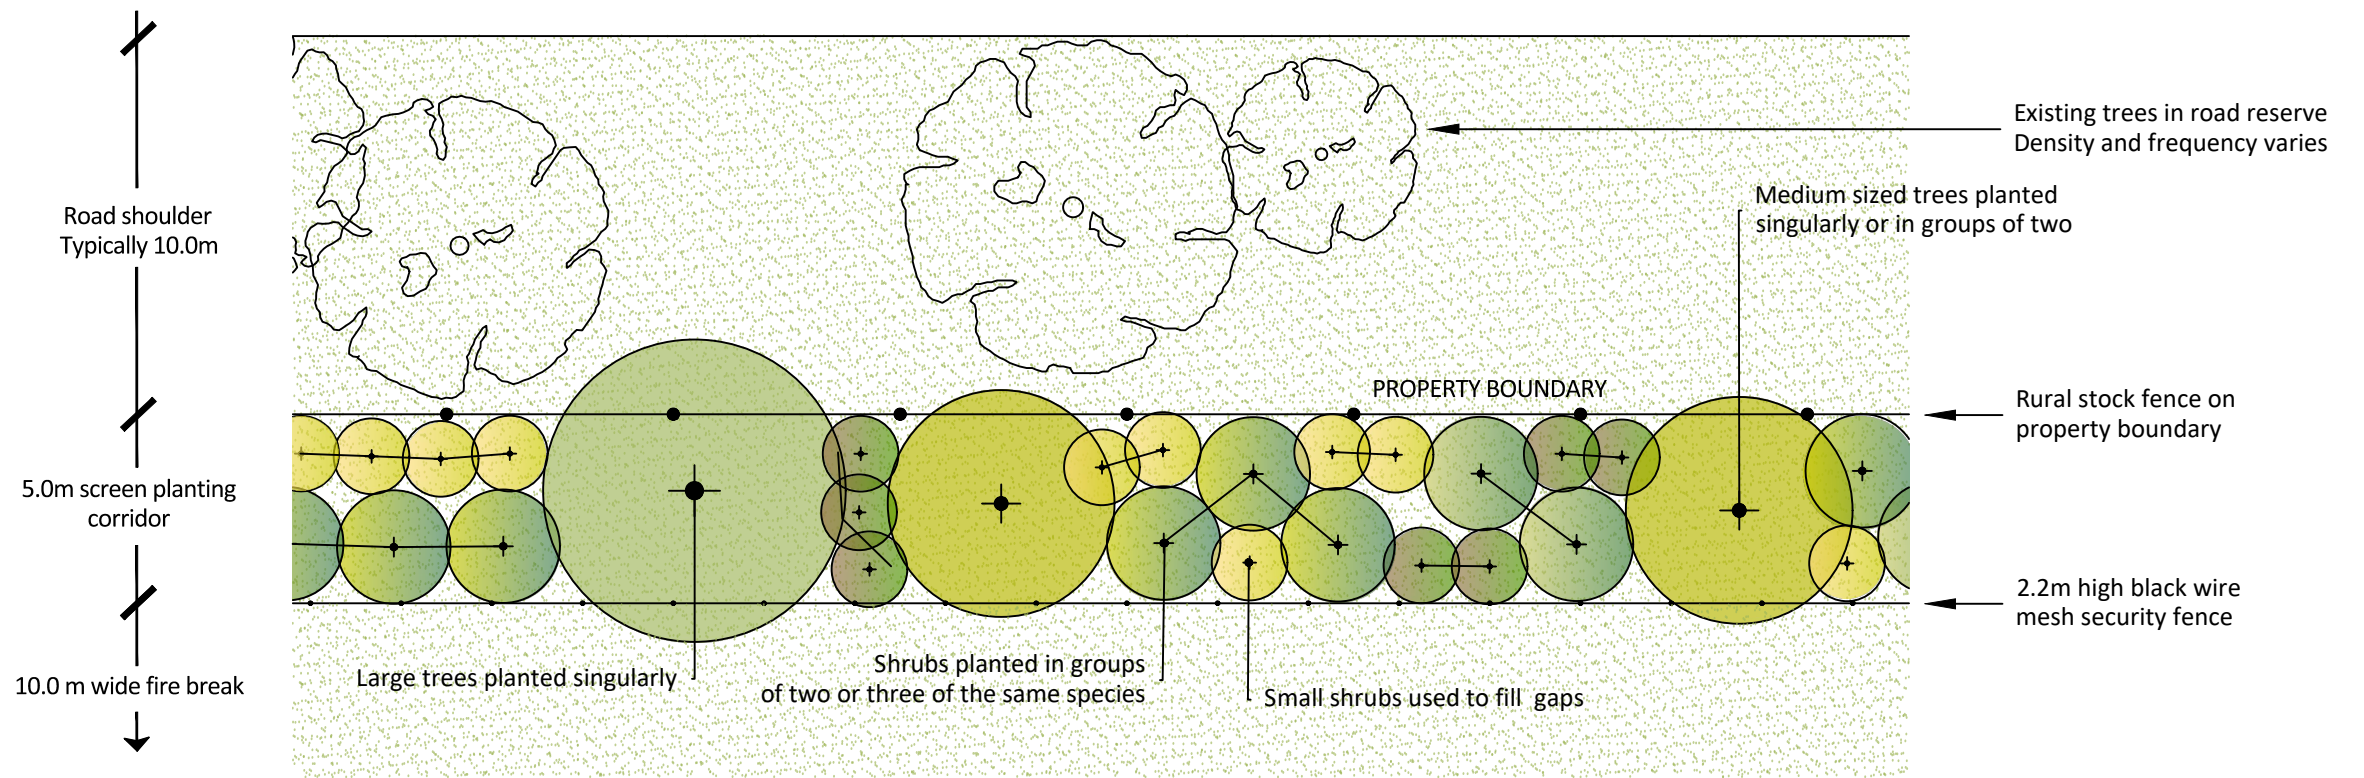 Road shoulder
Typically 10.0m
5.0m screen planting
corridor
10.0 m wide fire break
Existing trees in road reserve
Density and frequency varies
Medium sized trees planted
singularly or in groups of two
PROPERTY BOUNDARY
Rural stock fence on
property boundary
2.2m high black wire
mesh security fence
Large trees planted singularly
Shrubs planted in groups
of two or three of the same species
Small shrubs used to fill  gaps